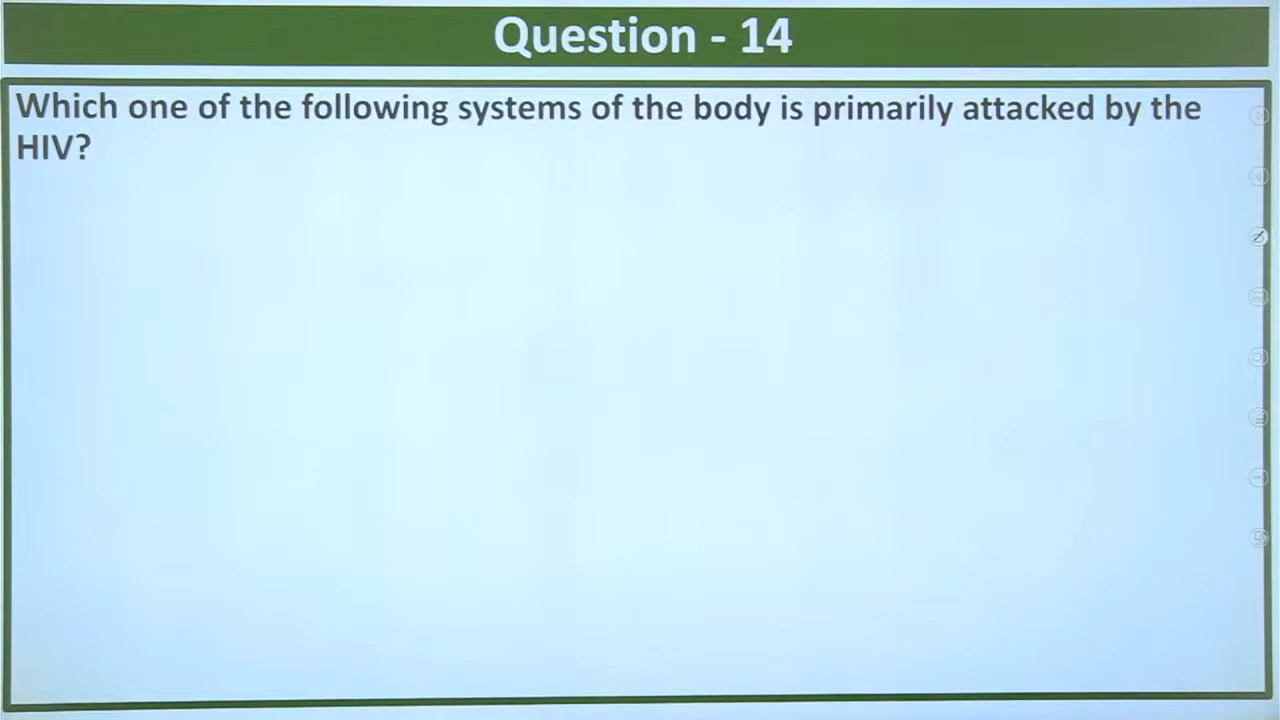 Question - 14
Which one of the following systems of the body is primarily attacked by the
HIV?